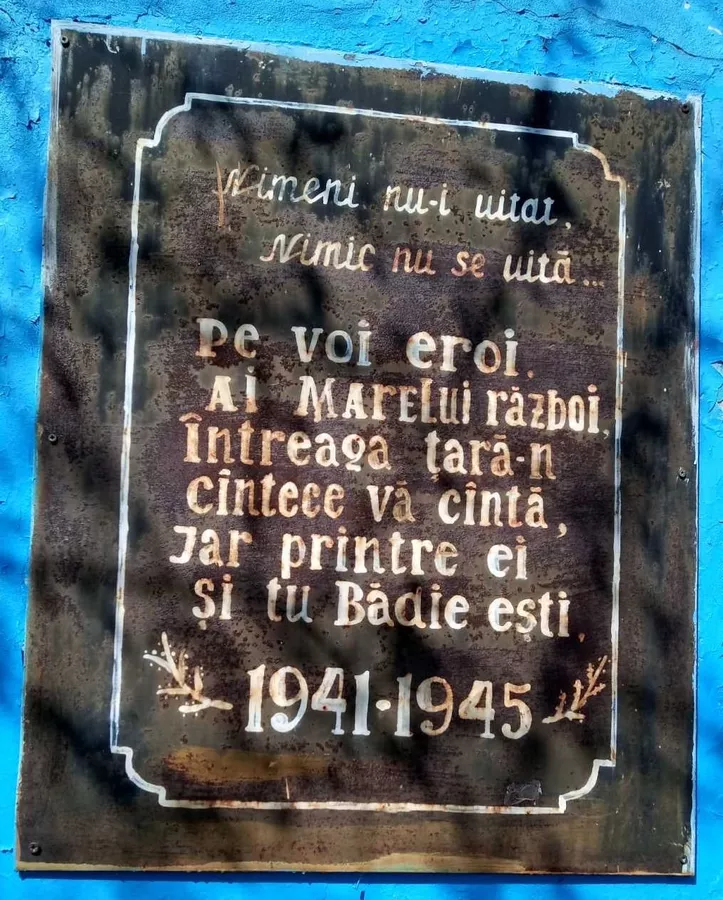 Nimeni nu-i uitat,
Nimic nu se uită...
Pe voi eroi,
Ai Marelui război,
Întreaga țară-n
cîntece vă cîntă,
Iar printre ei
și tu Bădie ești,
1941-1945